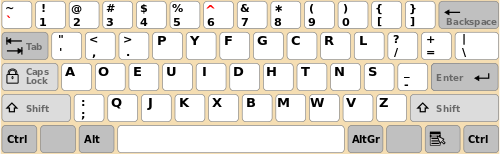 ~ ! @ # $ % ^ & * ( ) { } Backspace
` 1 2 3 4 5 6 7 8 9 0 [ ]
Tab " < > P Y F G C R L ? + |
' , . / = \
Caps Lock A O E U I D H T N S _ Enter
-
Shift : Q J K X B M W V Z Shift
;
Ctrl Alt AltGr Ctrl